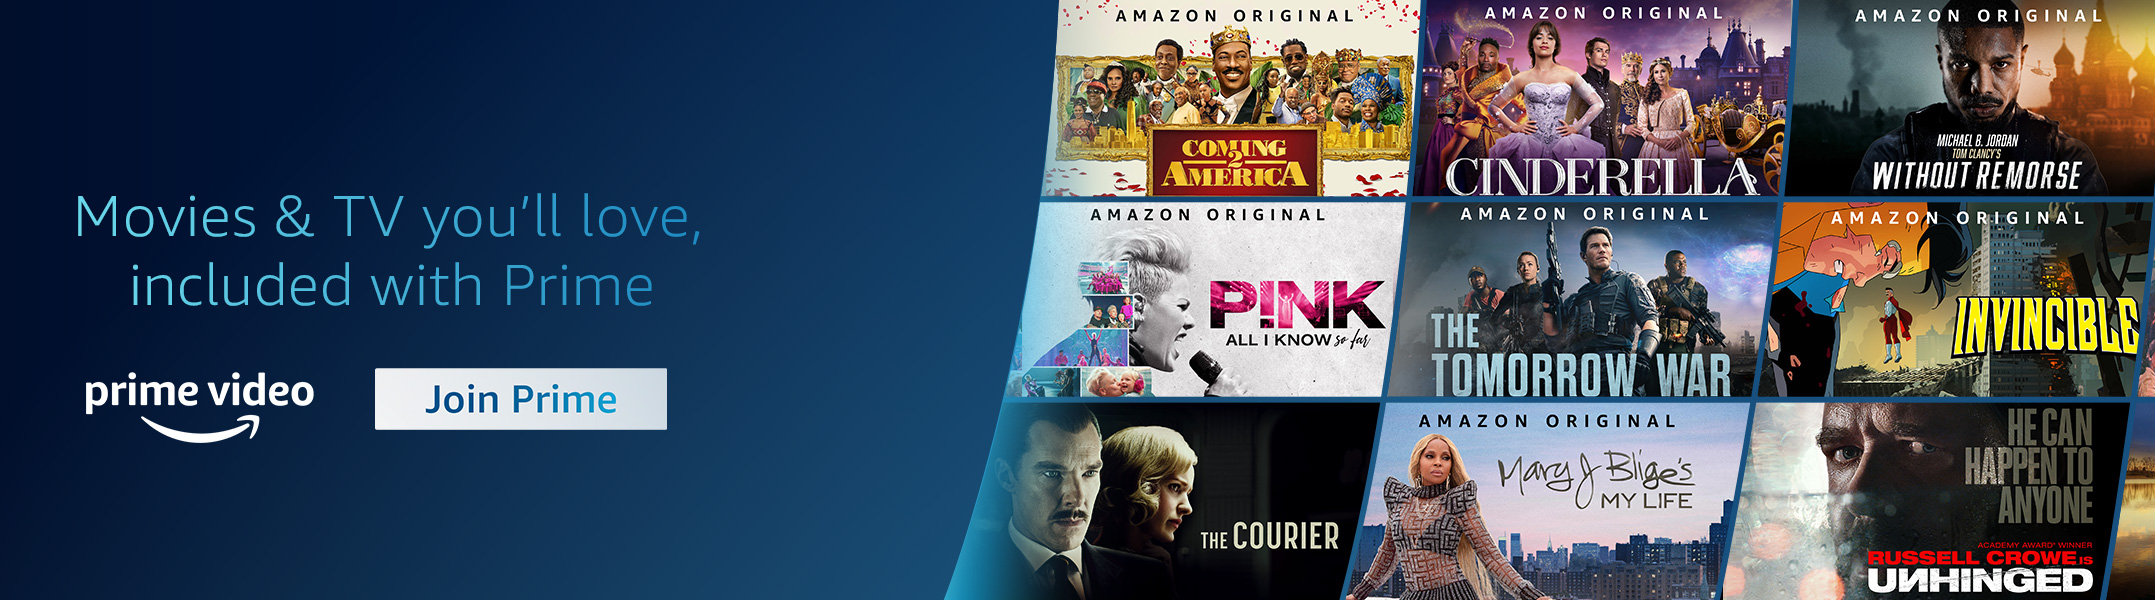 Movies & TV you'll love,
included with Prime
prime video
Join Prime
AMAZON ORIGINAL
COMING
2
AMERICA
AMAZON ORIGINAL
CINDERELLA
AMAZON ORIGINAL
MICHAEL B. JORDAN
TOM CLANCY'S
WITHOUT REMORSE
AMAZON ORIGINAL
P!NK
ALL I KNOW so far
AMAZON ORIGINAL
THE
TOMORROW WAR
AMAZON ORIGINAL
INVINCIBLE
THE COURIER
AMAZON ORIGINAL
Mary J Blige's
MY LIFE
HE CAN
HAPPEN TO
ANYONE
ACADEMY AWARD® WINNER
RUSSELL CROWE IS
UNHINGED